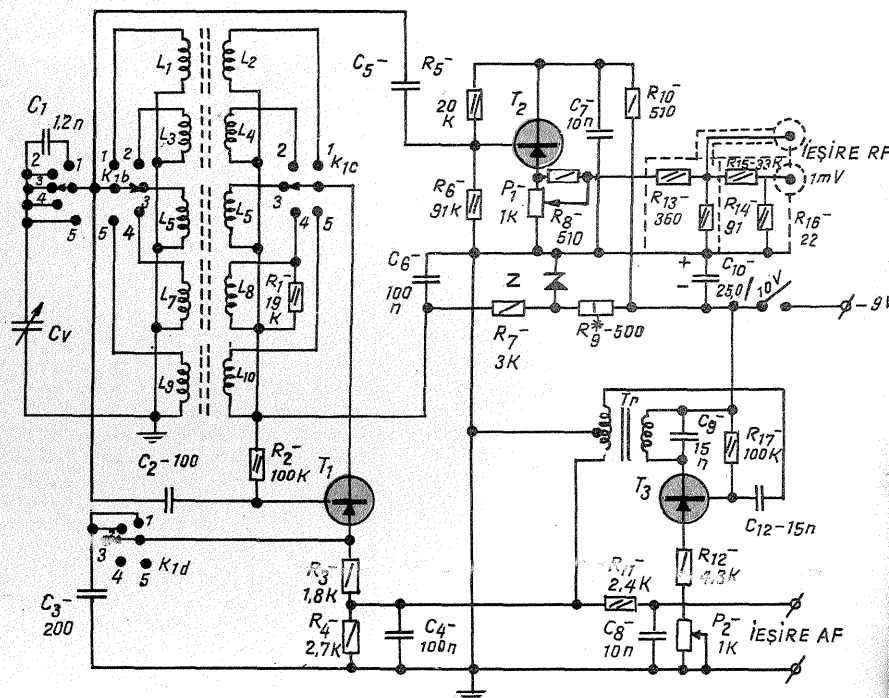 C1
1,2n
1
2
3
4
5
Cv
K1b
1
2
3
4
5
L1
L3
L5
L7
L9
L2
L4
L5
L8
L10
R1-
19
K
2
1
K1c
3
4
5
C2-100
R2-
100K
T1
1
3
4
5
K1d
C3-
200
R3-
1,8K
R4-
2,7K
C4-
100n
C5-
R5-
20
K
R6-
91K
C6-
100
n
T2
P1-
1K
R8-
510
C7-
10n
R10-
510
R13-
360
R15-33K
R14-
91
R16-
22
IEȘIRE RF
1mV
Z
R7-
3K
R*9-500
C10-
+
-
25,0/10V
-9V
Tr
C9-
15
n
R17-
100K
T3
C12-15n
R12-
4,3K
R11-
2,4K
C8-
10n
P2-
1K
IEȘIRE AF